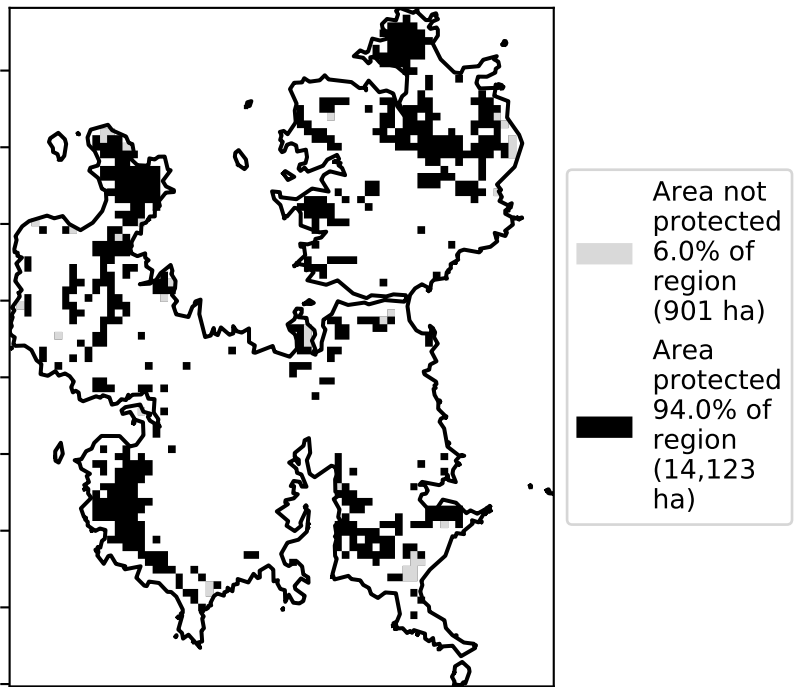 Area not
protected
6.0% of
region
(901 ha)
Area
protected
94.0% of
region
(14,123
ha)